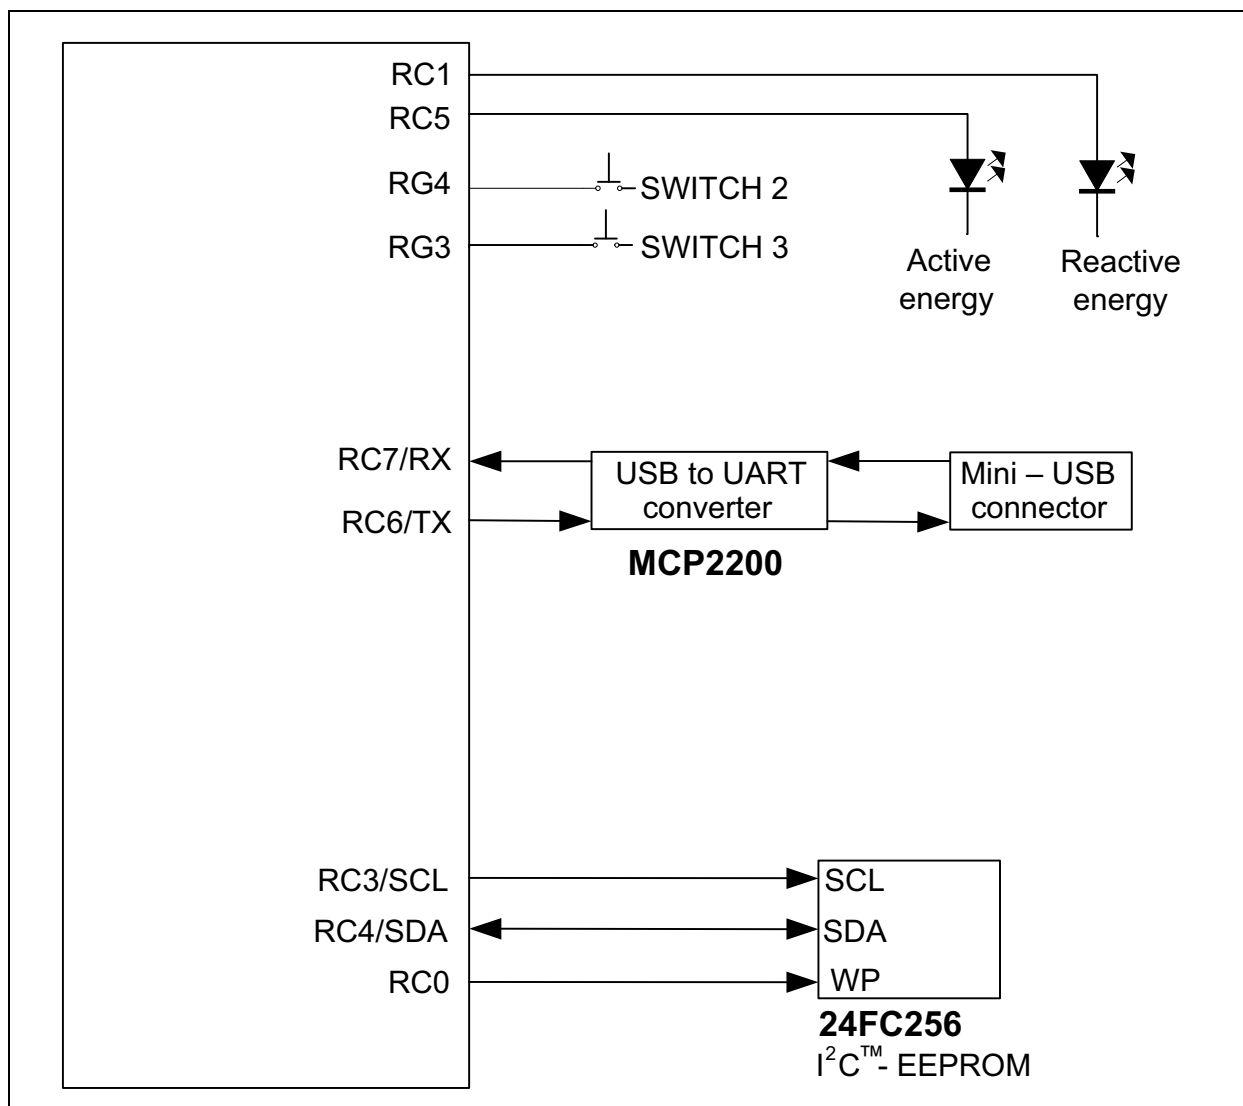 RC1
RC5
RG4
SWITCH 2
RG3
SWITCH 3
Active
energy
Reactive
energy
RC7/RX
RC6/TX
USB to UART
converter
MCP2200
Mini – USB
connector
RC3/SCL
SCL
RC4/SDA
SDA
RC0
WP
24FC256
I²C™- EEPROM